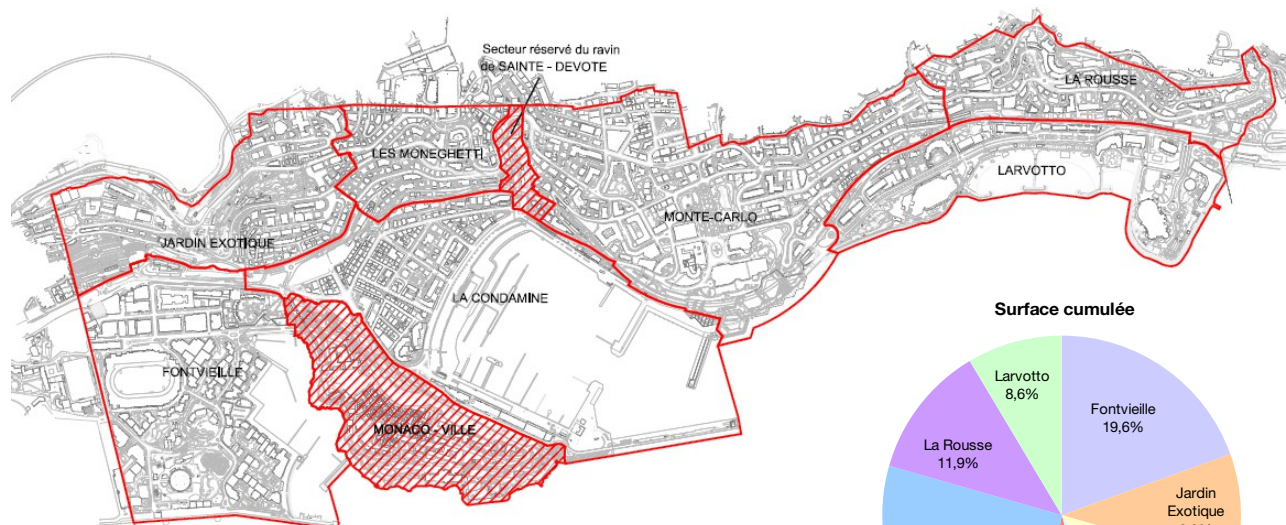 Secteur réservé du ravin
de SAINTE - DEVOTE
LA ROUSSE
LES MONEGHETTI
LARVOTTO
MONTE-CARLO
JARDIN EXOTIQUE
LA CONDAMINE
FONTVIEILLE
MONACO - VILLE
Surface cumulée
Larvotto
8,6%
Fontvieille
19,6%
La Rousse
11,9%
Jardin
Exotique